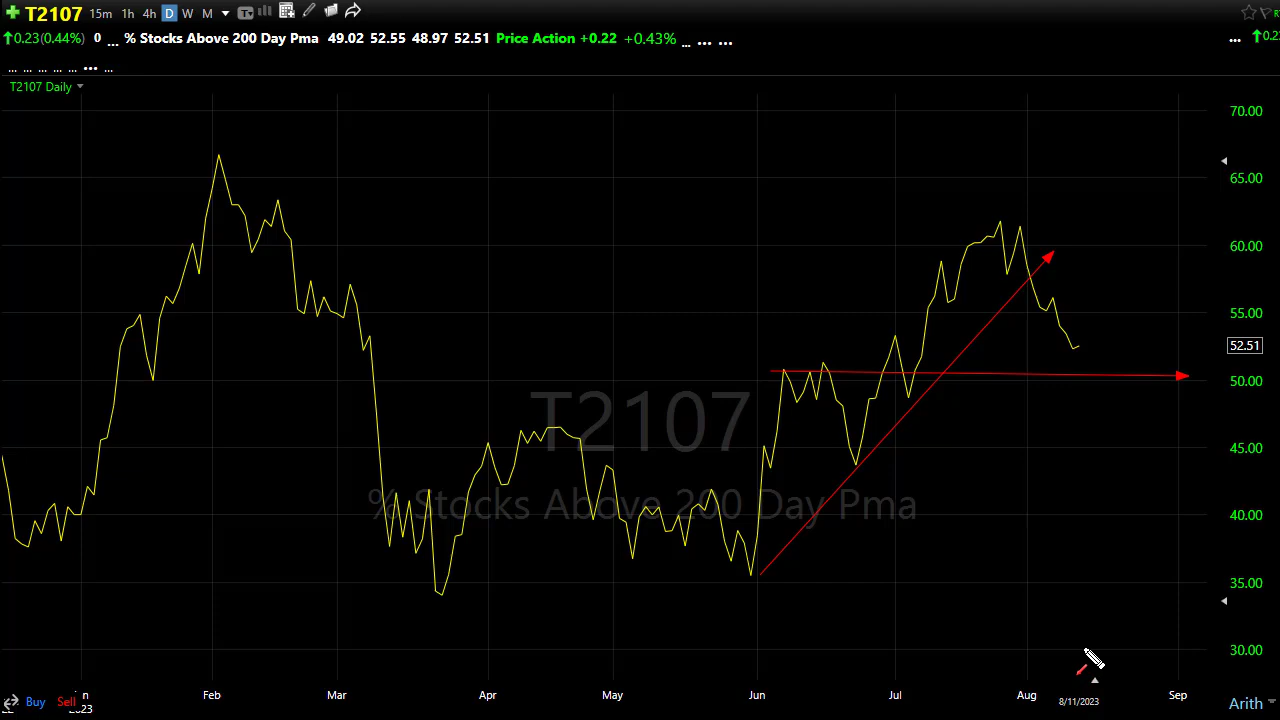 T2107 15m 1h 4h D W M
0.23(0.44%) 0 ... % Stocks Above 200 Day Pma 49.02 52.55 48.97 52.51 Price Action +0.22 +0.43% ... ... ... ... 0.2
... ... ... ... ... ... ...
T2107 Daily
70.00
65.00
60.00
55.00
52.51
50.00
45.00
40.00
35.00
30.00
T2107
% Stocks Above 200 Day Pma
Feb Mar Apr May Jun Jul Aug Sep
Buy Sell 8/11/2023 Arith
2023